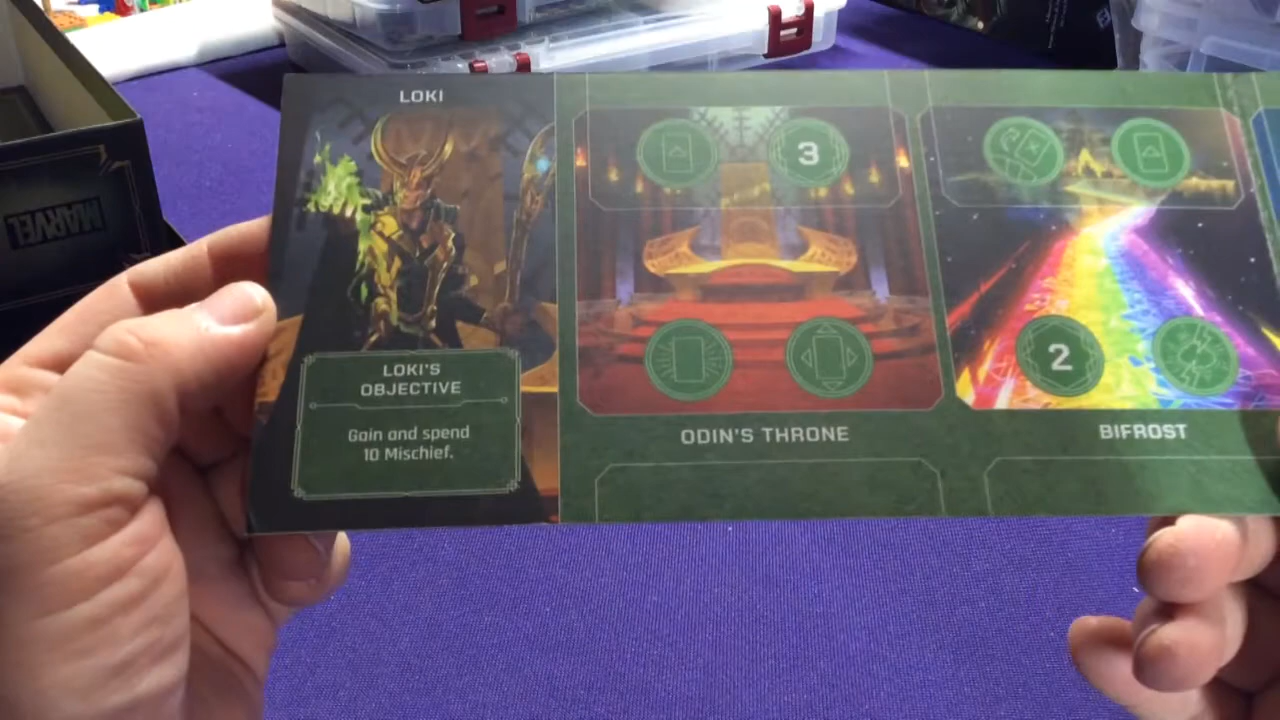 LOKI
3
2
LOKI'S
OBJECTIVE
Gain and spend
10 Mischief.
ODIN'S THRONE
BIFROST
MARVEL